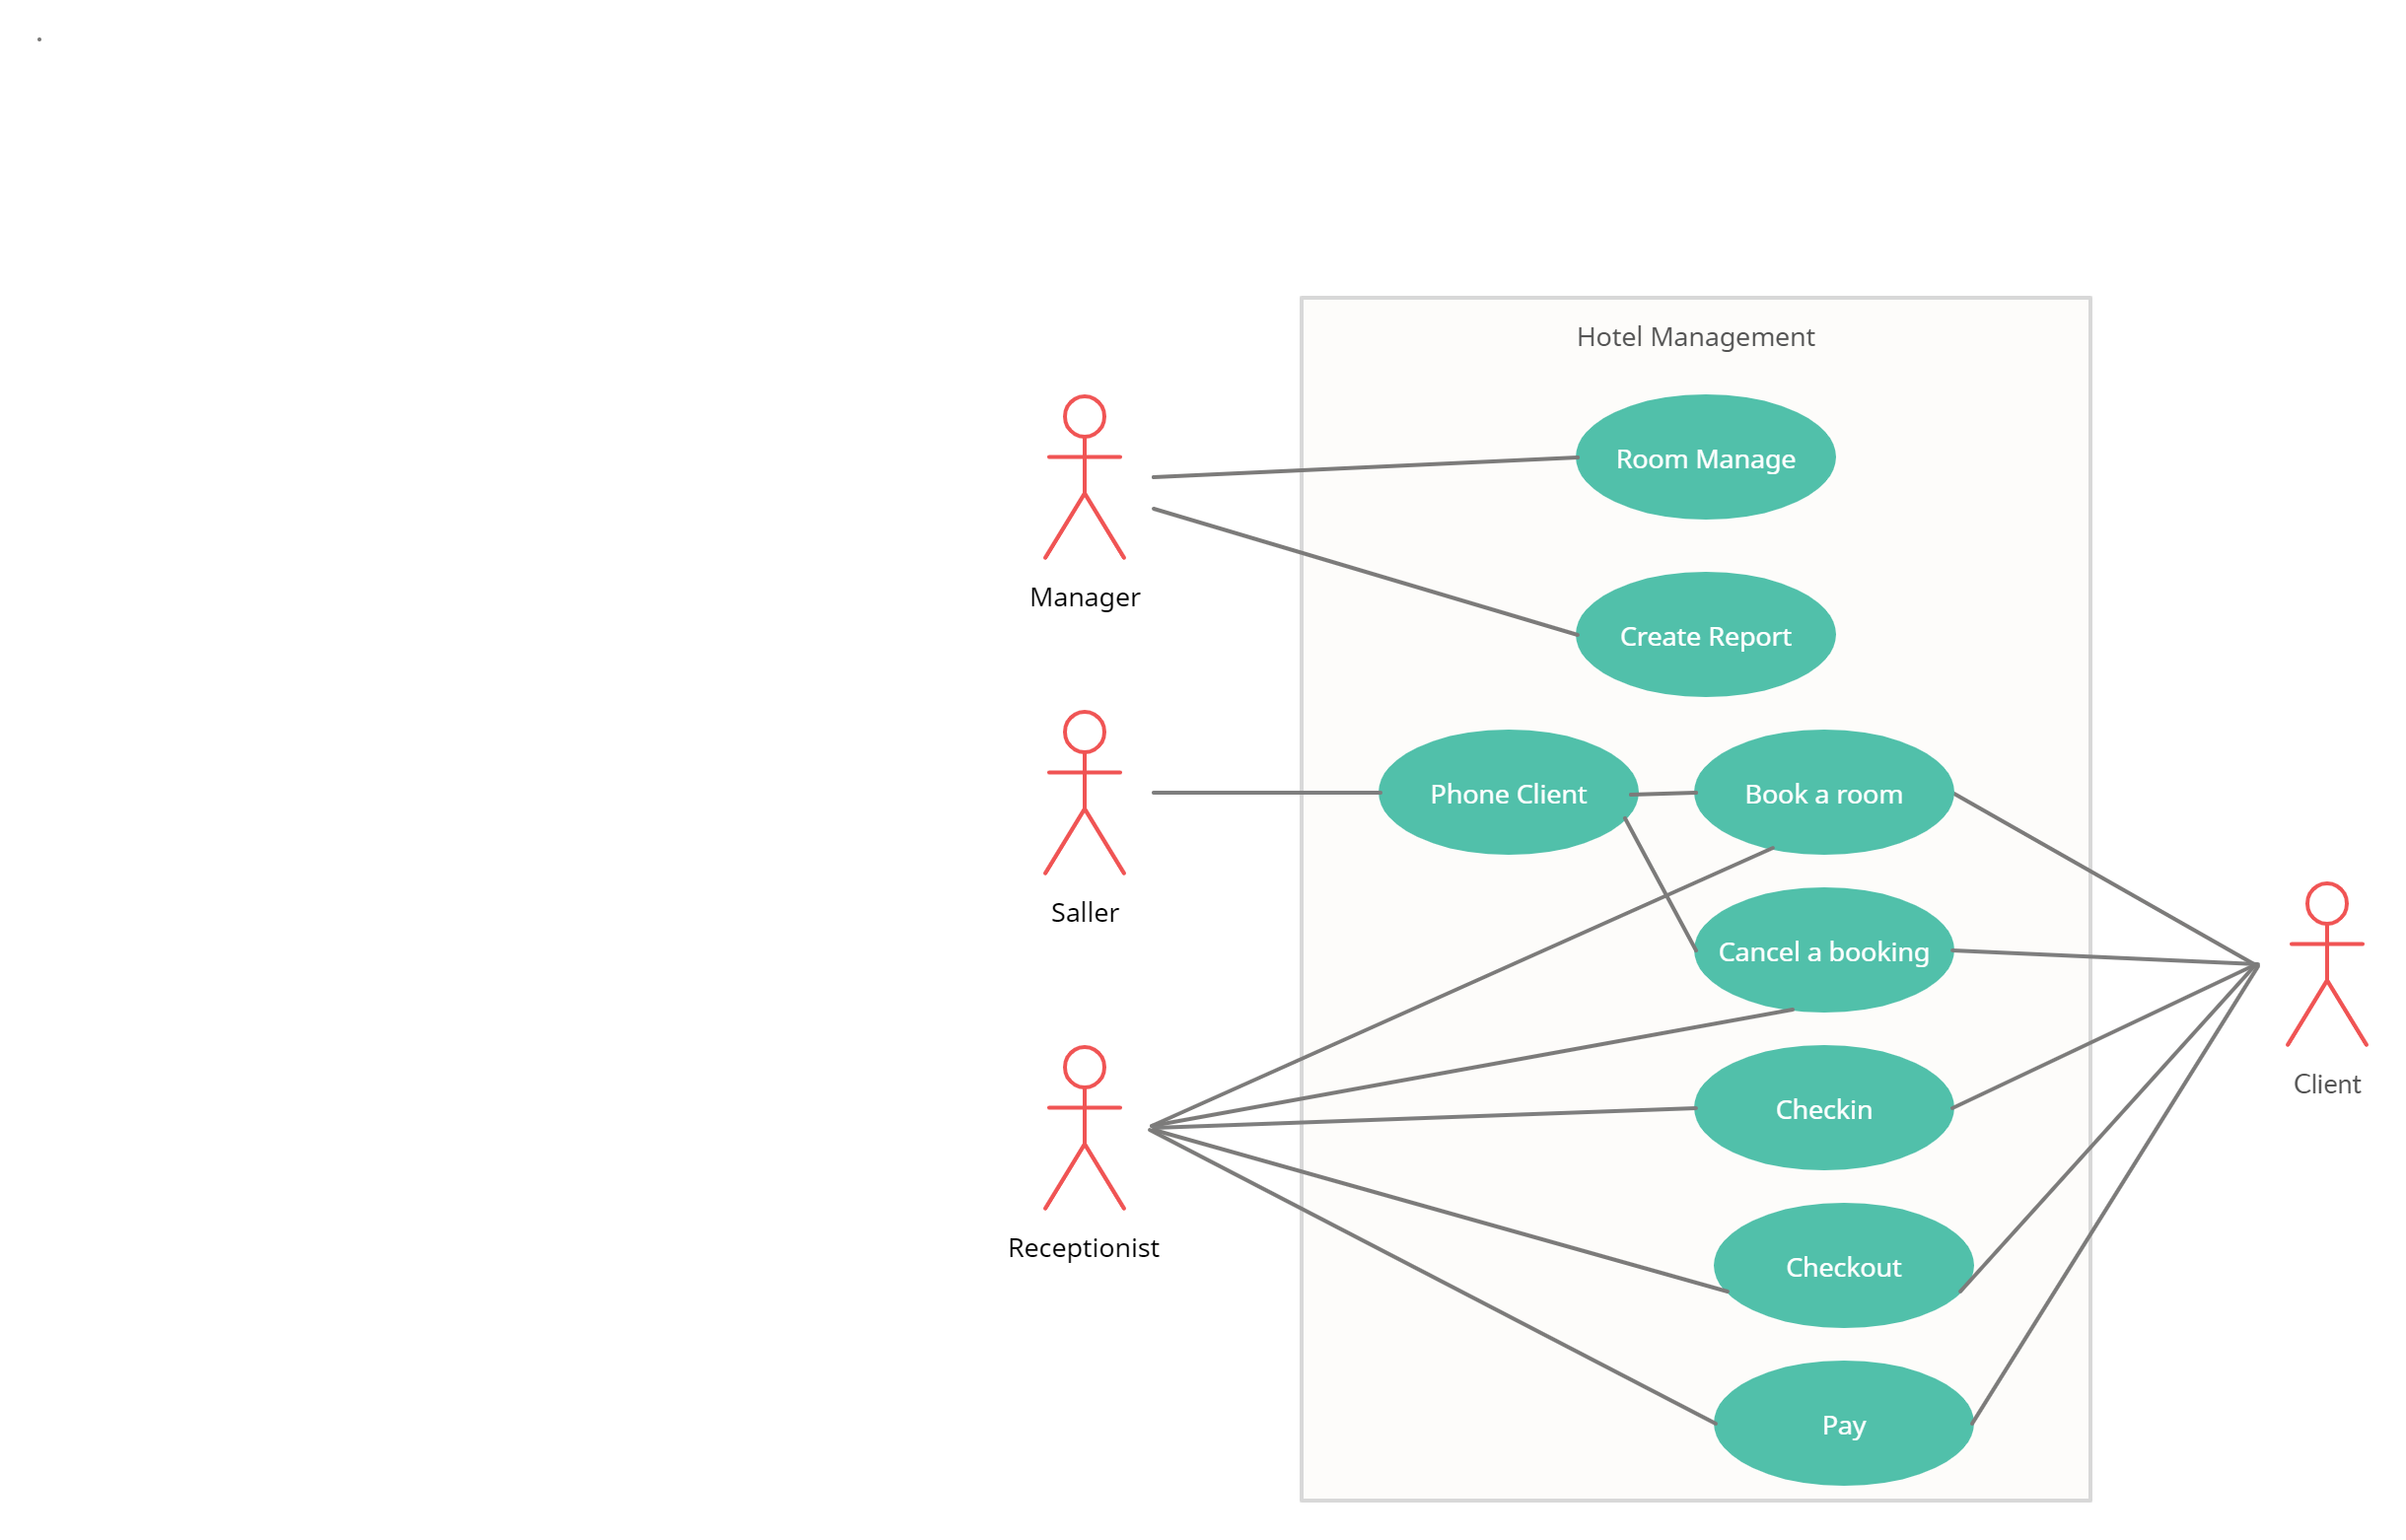 Hotel Management
Room Manage
Manager
Create Report
Phone Client
Book a room
Saller
Cancel a booking
Client
Checkin
Receptionist
Checkout
Pay